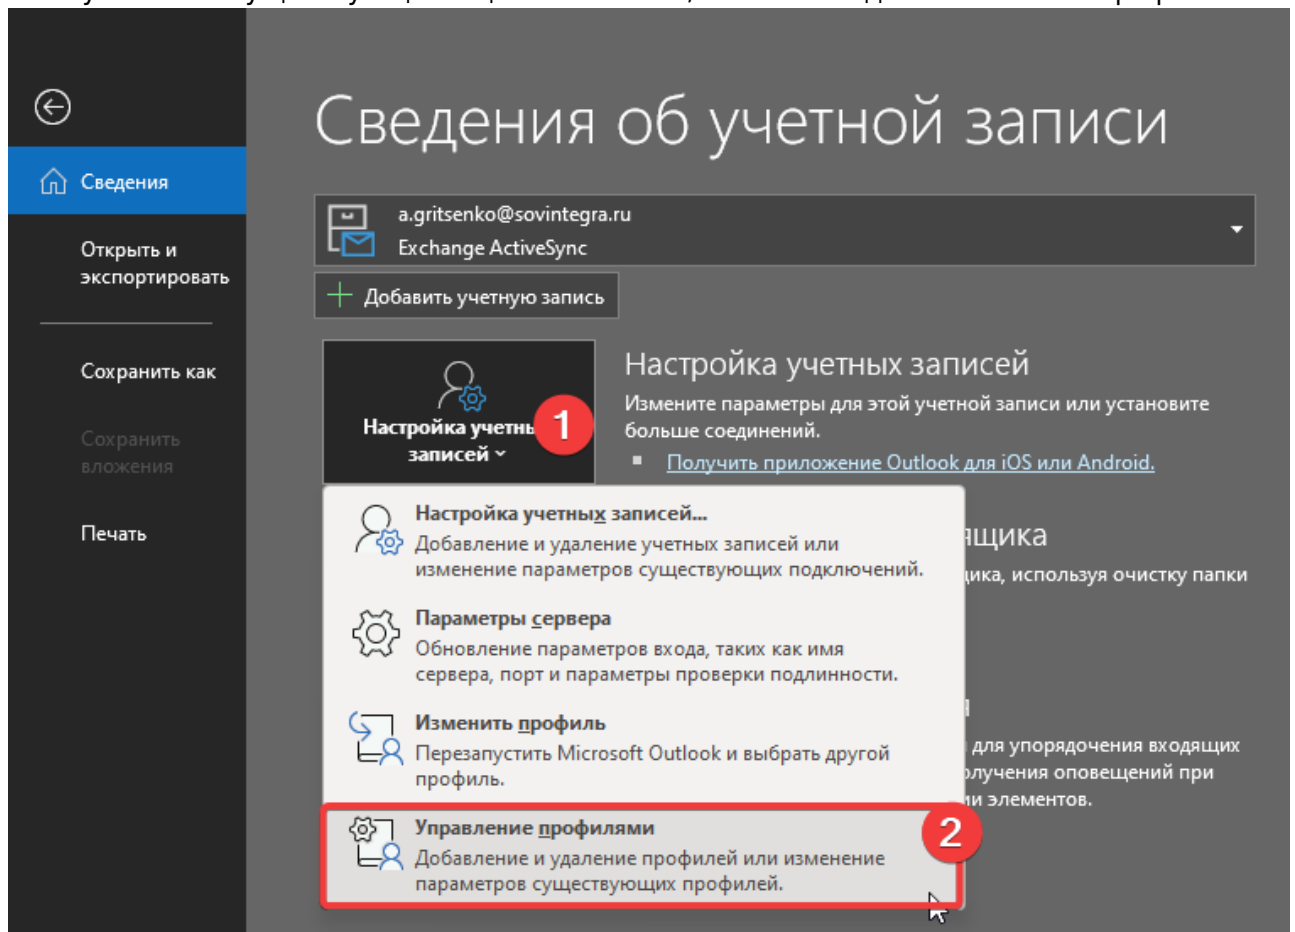 Сведения об учетной записи
Сведения
a.gritsenko@sovintegra.ru
Exchange ActiveSync
Открыть и
экспортировать
Добавить учетную запись
Сохранить как
Настройка учетн
записей
1
Настройка учетных записей
Измените параметры для этой учетной записи или установите
больше соединений.
Получить приложение Outlook для iOS или Android.
Сохранить
вложения
Печать
Настройка учетных записей...
Добавление и удаление учетных записей или
изменение параметров существующих подключений.
ящика
используя очистку папки
Параметры сервера
Обновление параметров входа, таких как имя
сервера, порт и параметры проверки подлинности.
Изменить профиль
Перезапустить Microsoft Outlook и выбрать другой
профиль.
для упорядочения входящих
оповещений при
элементов.
Управление профилями
2
Добавление и удаление профилей или изменение
параметров существующих профилей.